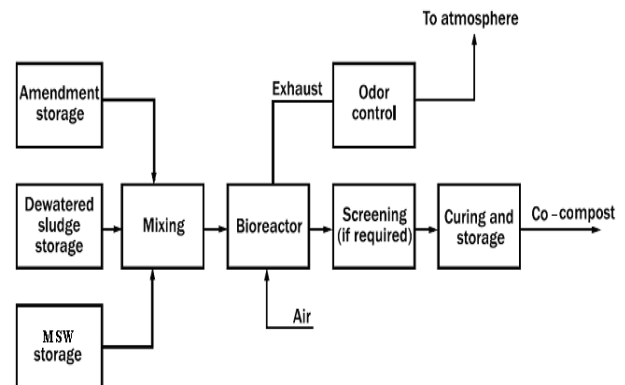 To atmosphere
Amendment
storage
Exhaust
Odor
control
Dewatered
sludge
storage
Mixing
Bioreactor
Screening
(if required)
Curing and
storage
Co - compost
Air
MSW
storage